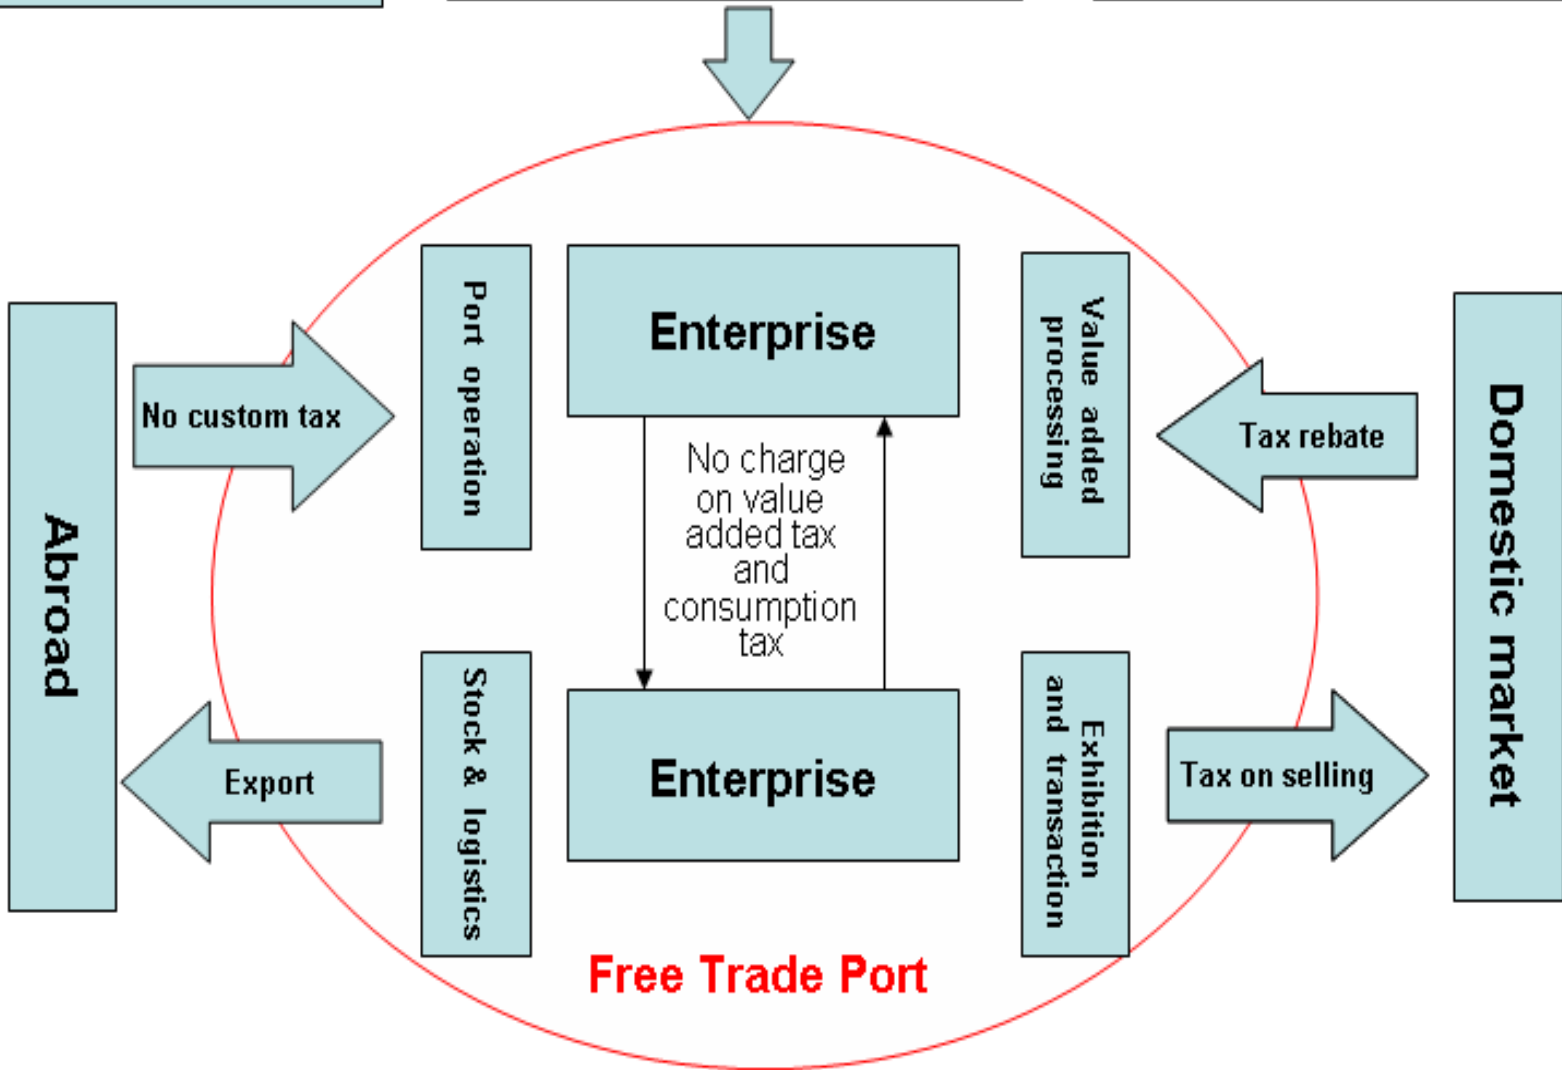 Abroad
No custom tax
Export
Port operation
Stock & logistics
Enterprise
No charge
on value
added tax
and
consumption
tax
Enterprise
Value added
processing
Exhibition
and transaction
Tax rebate
Tax on selling
Domestic market
Free Trade Port